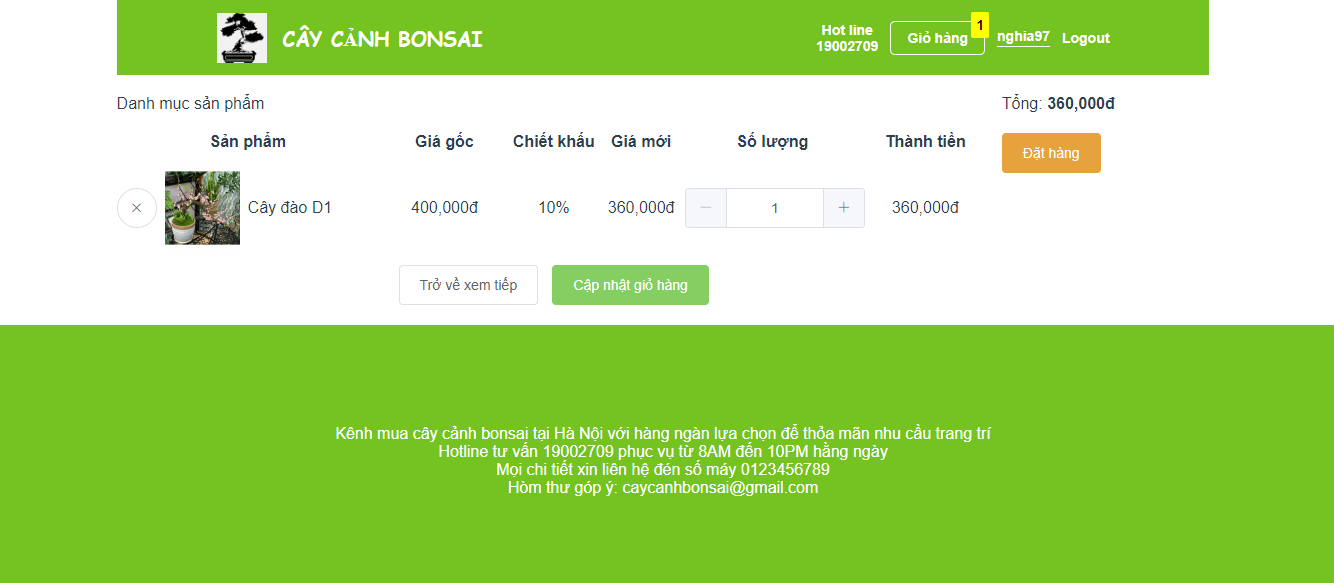 CÂY CẢNH BONSAI
Hot line
19002709
Giỏ hàng
1
nghia97
Logout
Danh mục sản phẩm
Tổng: 360,000đ
Sản phẩm Giá gốc Chiết khấu Giá mới Số lượng Thành tiền
Đặt hàng
× Cây đào D1 400,000đ 10% 360,000đ − 1 + 360,000đ
Trở về xem tiếp
Cập nhật giỏ hàng
Kênh mua cây cảnh bonsai tại Hà Nội với hàng ngàn lựa chọn để thỏa mãn nhu cầu trang trí
Hotline tư vấn 19002709 phục vụ từ 8AM đến 10PM hằng ngày
Mọi chi tiết xin liên hệ đén số máy 0123456789
Hòm thư góp ý: caycanhbonsai@gmail.com